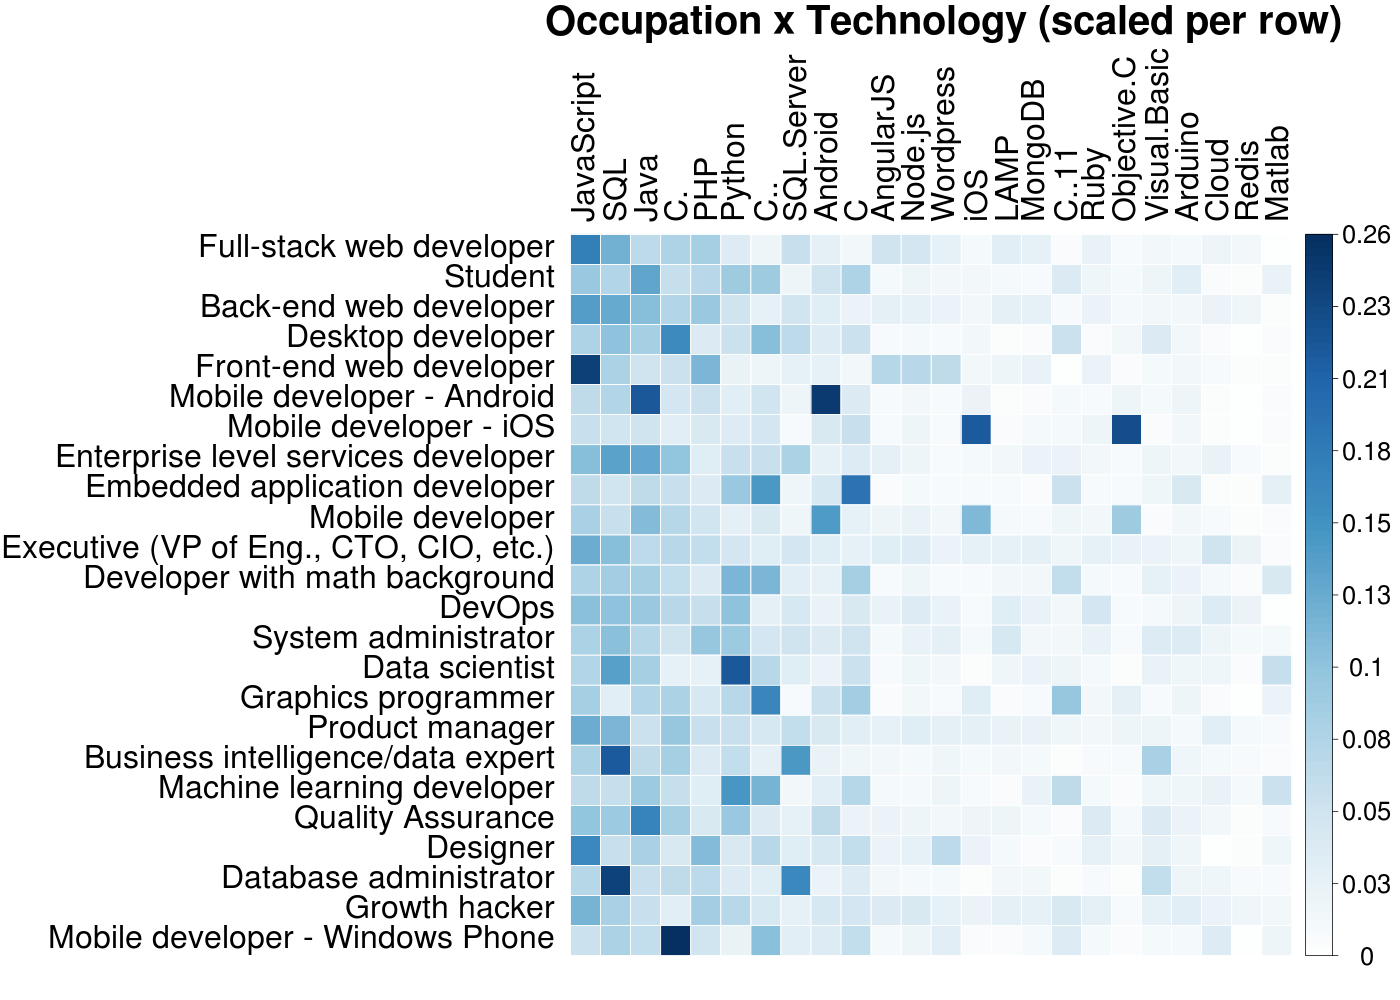 Occupation x Technology (scaled per row)
JavaScript
SQL
Java
C.
PHP
Python
C..
SQL.Server
Android
C
AngularJS
Node.js
Wordpress
iOS
LAMP
MongoDB
C..11
Ruby
Objective.C
Visual.Basic
Arduino
Cloud
Redis
Matlab
Full-stack web developer
Student
Back-end web developer
Desktop developer
Front-end web developer
Mobile developer - Android
Mobile developer - iOS
Enterprise level services developer
Embedded application developer
Mobile developer
Executive (VP of Eng., CTO, CIO, etc.)
Developer with math background
DevOps
System administrator
Data scientist
Graphics programmer
Product manager
Business intelligence/data expert
Machine learning developer
Quality Assurance
Designer
Database administrator
Growth hacker
Mobile developer - Windows Phone
0.26
0.23
0.21
0.18
0.15
0.13
0.1
0.08
0.05
0.03
0